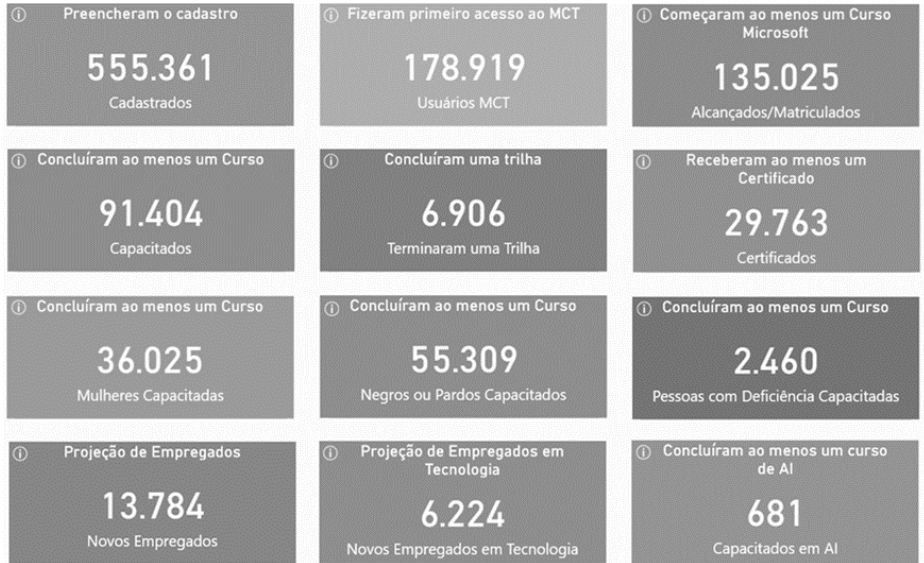 Preencheram o cadastro
555.361
Cadastrados
Fizeram primeiro acesso ao MCT
178.919
Usuários MCT
Começaram ao menos um Curso
Microsoft
135.025
Alcançados/Matriculados
Concluíram ao menos um Curso
91.404
Capacitados
Concluíram uma trilha
6.906
Terminaram uma Trilha
Receberam ao menos um
Certificado
29.763
Certificados
Concluíram ao menos um Curso
36.025
Mulheres Capacitadas
Concluíram ao menos um Curso
55.309
Negros ou Pardos Capacitados
Concluíram ao menos um Curso
2.460
Pessoas com Deficiência Capacitadas
Projeção de Empregados
13.784
Novos Empregados
Projeção de Empregados em
Tecnologia
6.224
Novos Empregados em Tecnologia
Concluíram ao menos um curso
de AI
681
Capacitados em AI